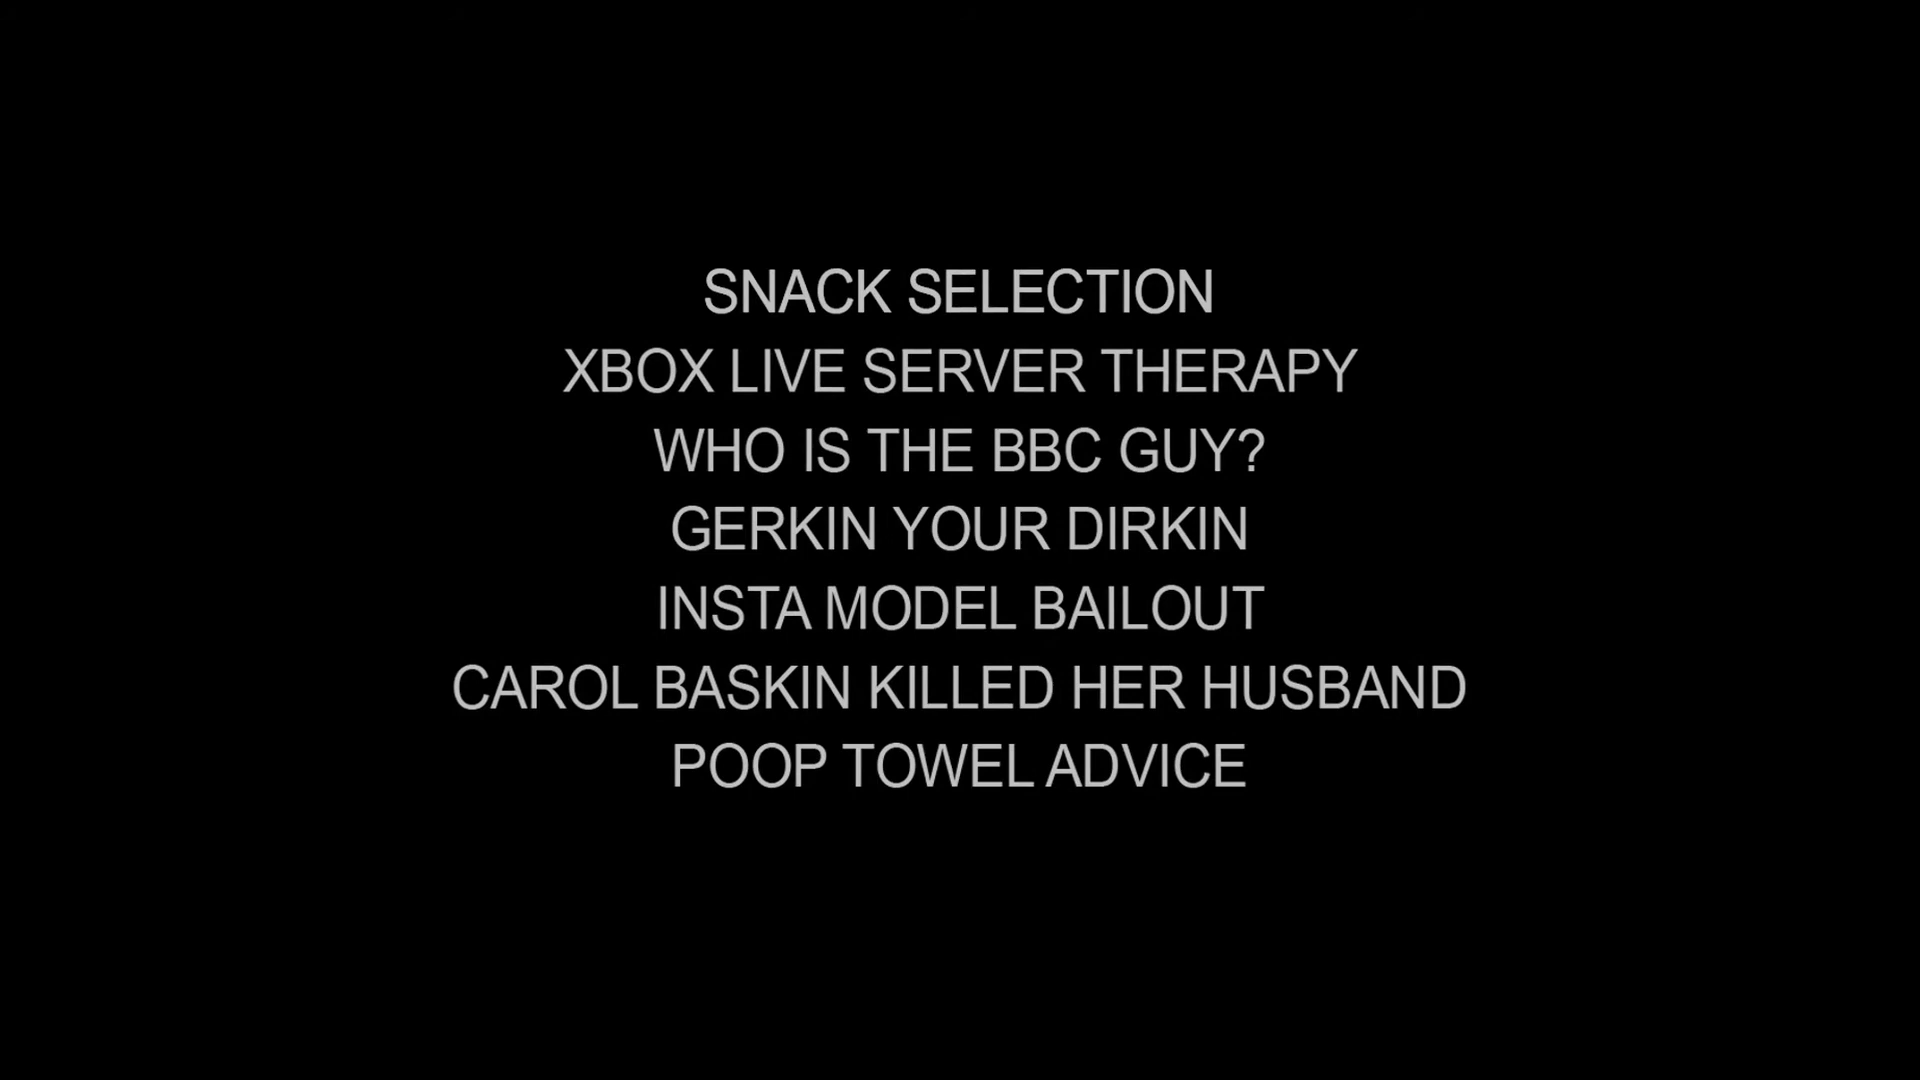 SNACK SELECTION
XBOX LIVE SERVER THERAPY
WHO IS THE BBC GUY?
GERKIN YOUR DIRKIN
INSTA MODEL BAILOUT
CAROL BASKIN KILLED HER HUSBAND
POOP TOWEL ADVICE